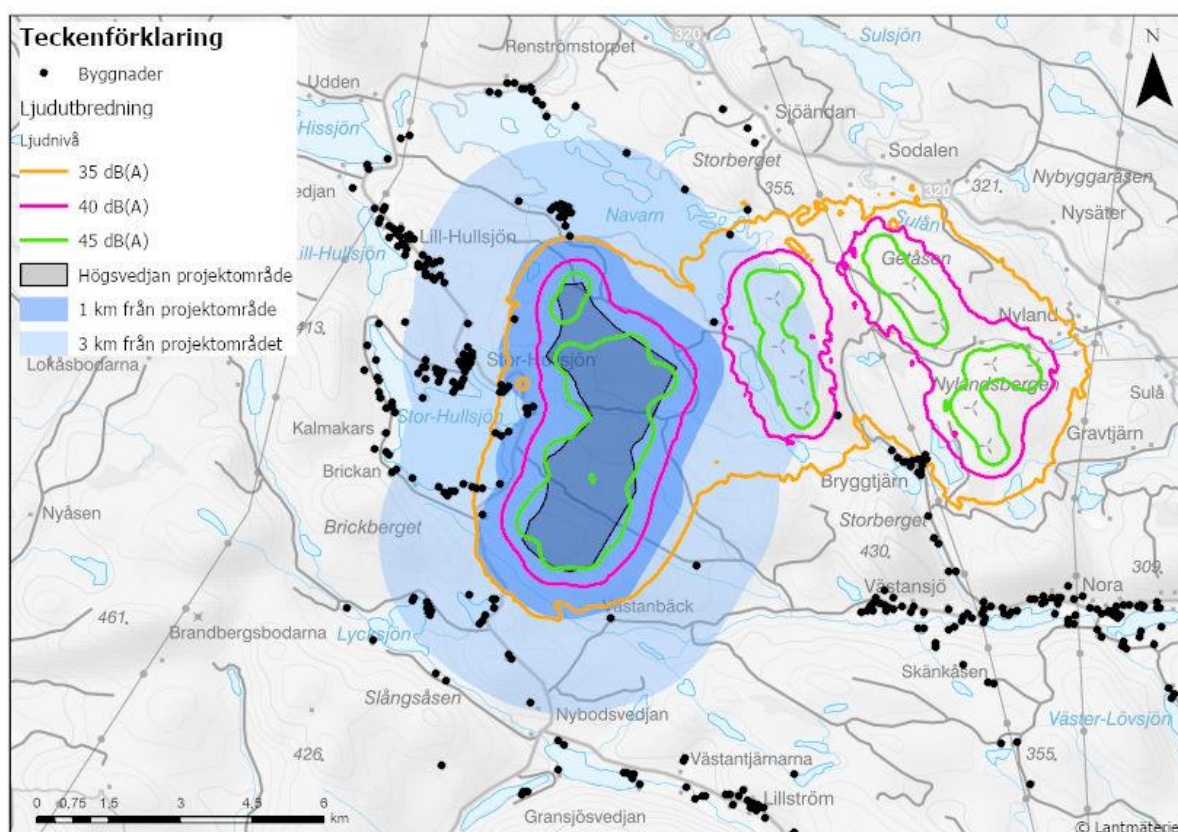 Teckenförklaring
Byggnader
Ljudutbredning
Ljudnivå
35 dB(A)
40 dB(A)
45 dB(A)
Högsvedjan projektområde
1 km från projektområde
3 km från projektområdet
Renströmstorpet
320
Sulsjön
N
Udden
Hissjön
Sjöändan
Storberget
355
Sodalen
320
321
Nybyggaråsen
Nysäter
edjan
Navarn
Sulån
Lill-Hullsjön
ill-Hullsjön
Getåsen
Nyland
413
Lokåsbodarna
Stor-Hullsjön
Nylandsbergen
Sulå
Stor-Hullsjön
Kalmakars
Gravtjärn
Brickan
Bryggtjärn
Nyåsen
Brickberget
Storberget
430
Västansjö
Nora
309
461
Västanbäck
Brandbergsbodarna
Lycksjön
Skänkåsen
Slångsåsen
Nybodsvedjan
Väster-Lövsjön
426
Västantjärnarna
355
Lillström
Gransjösvedjan
0 0,75 1,5 3 4,5 6
km
© Lantmäterie